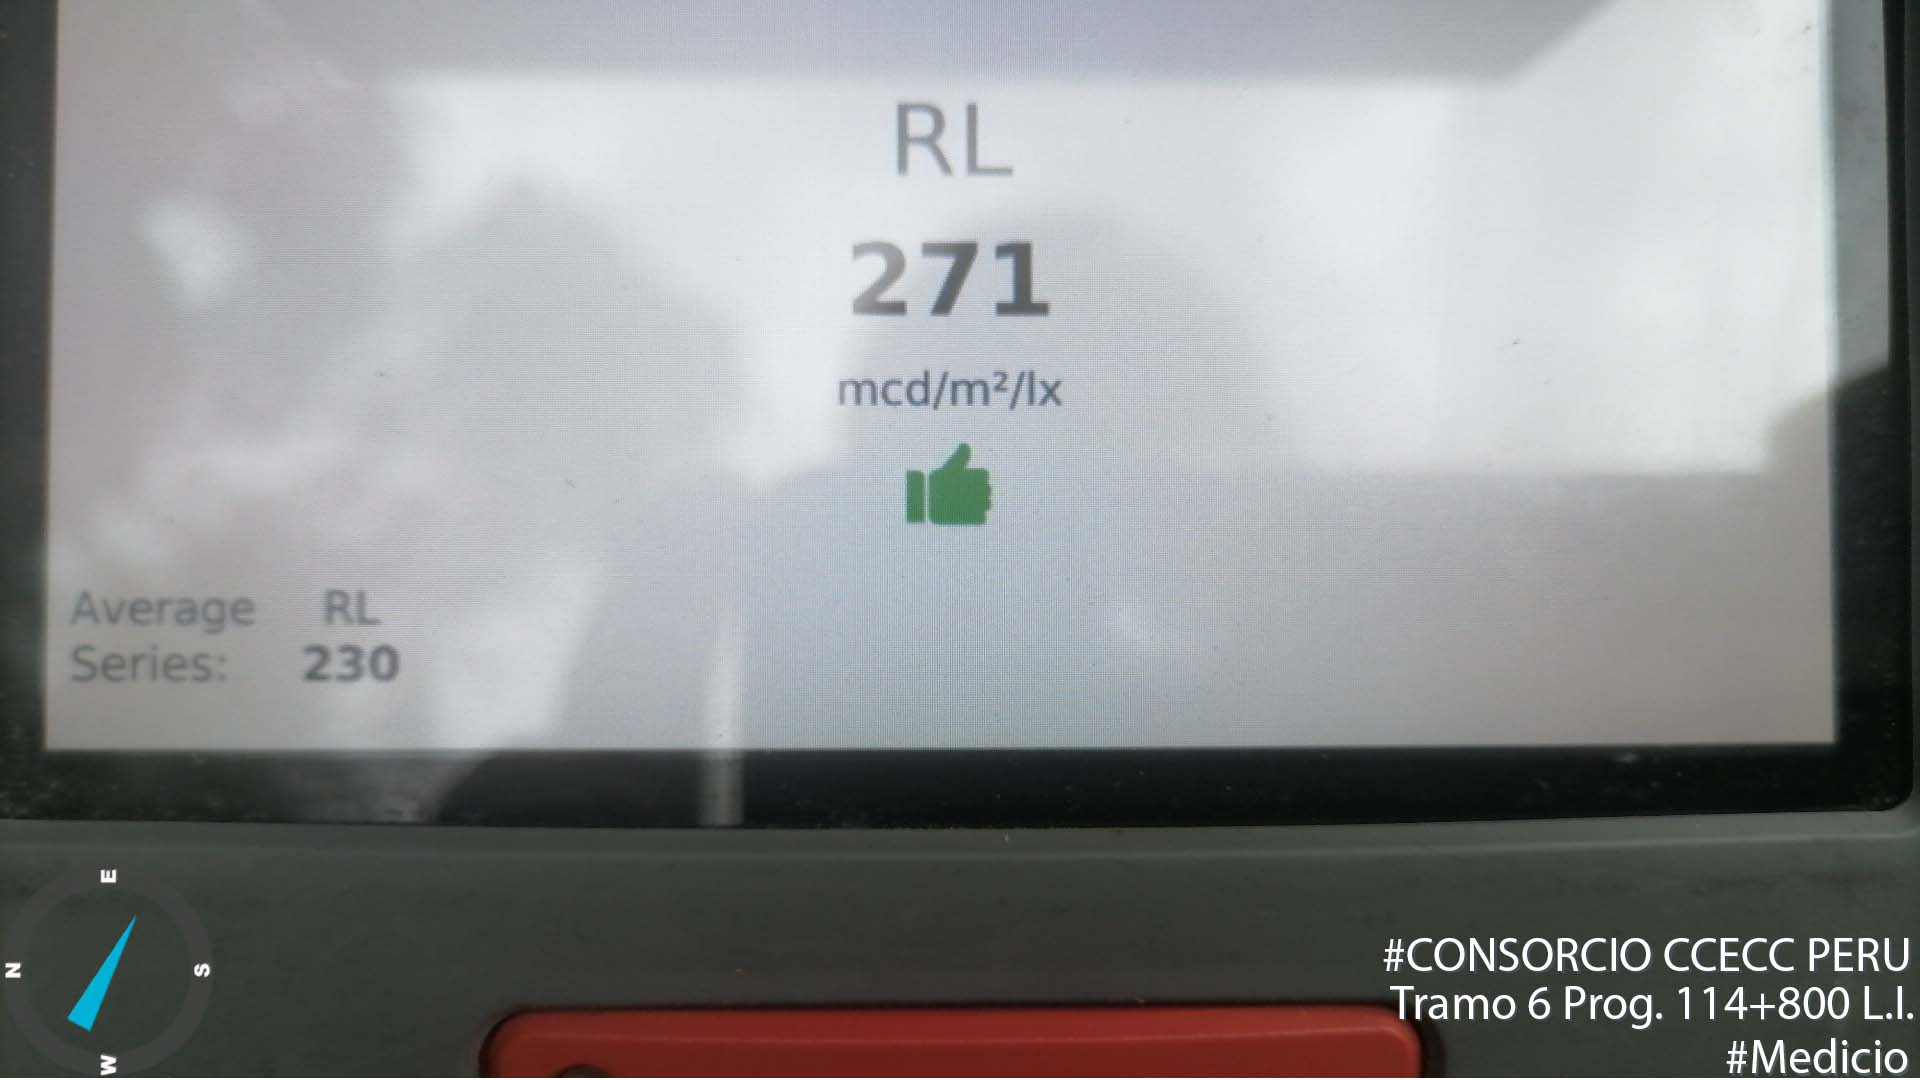 RL
271
mcd/m²/lx
Average RL
Series: 230
E
N
S
W
#CONSORCIO CCECC PERU
Tramo 6 Prog. 114+800 L.I.
#Medicio